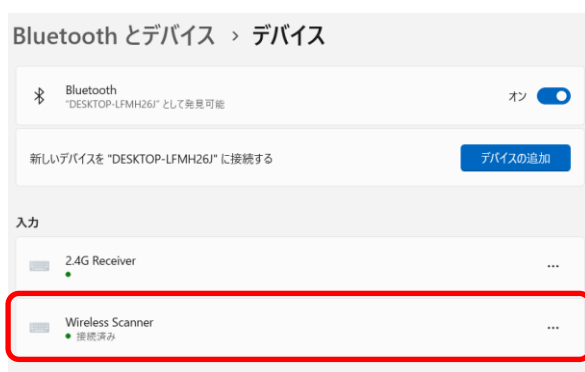 Bluetooth とデバイス › デバイス
Bluetooth
"DESKTOP-LFMH26J" として発見可能
オン
新しいデバイスを "DESKTOP-LFMH26J" に接続する
デバイスの追加
入力
2.4G Receiver
Wireless Scanner
接続済み